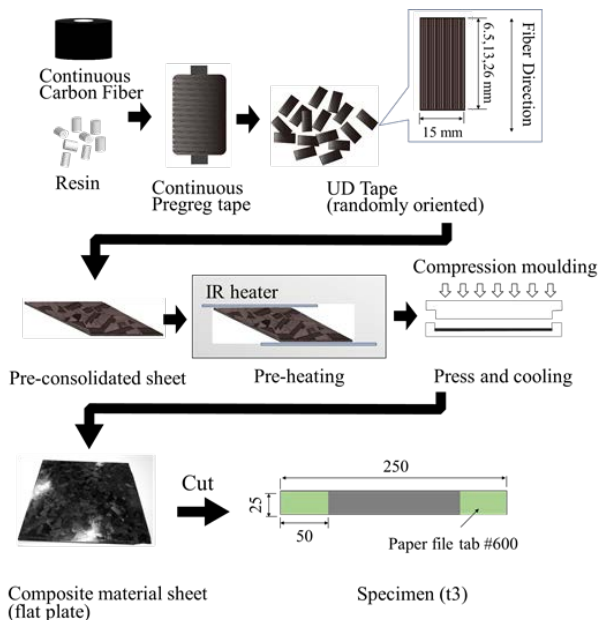 Continuous
Carbon Fiber
Resin
Continuous
Pregreg tape
UD Tape
(randomly oriented)
6.5,13,26 mm
Fiber Direction
15 mm
Compression moulding
IR heater
Pre-consolidated sheet
Pre-heating
Press and cooling
250
Cut
25
50
Paper file tab #600
Composite material sheet
(flat plate)
Specimen (t3)